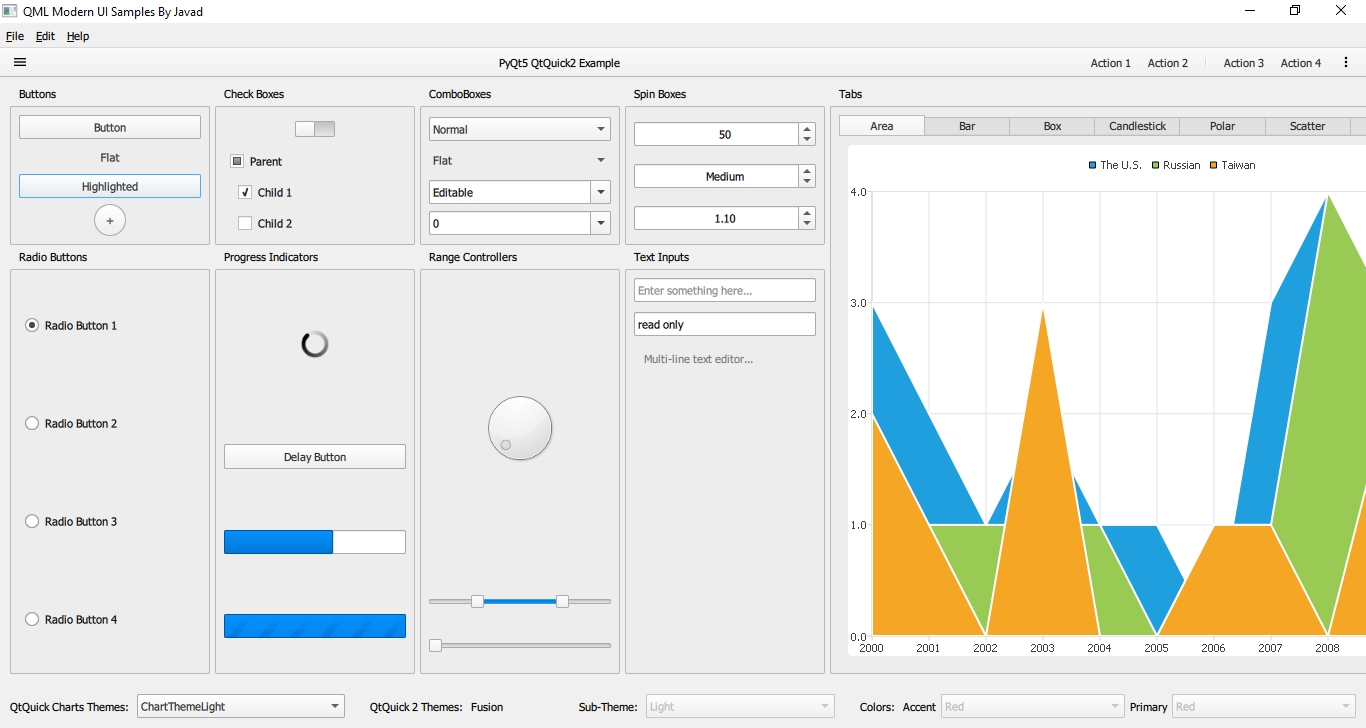 QML Modern UI Samples By Javad
File Edit Help
PyQt5 QtQuick2 Example
Action 1 Action 2 Action 3 Action 4
Buttons
Button
Flat
Highlighted
+
Check Boxes
Parent
Child 1
Child 2
ComboBoxes
Normal
Flat
Editable
0
Spin Boxes
50
Medium
1.10
Radio Buttons
Radio Button 1
Radio Button 2
Radio Button 3
Radio Button 4
Progress Indicators
Delay Button
Range Controllers
Text Inputs
Enter something here...
read only
Multi-line text editor...
Tabs
Area Bar Box Candlestick Polar Scatter
The U.S. Russian Taiwan
4.0
3.0
2.0
1.0
0.0
2000 2001 2002 2003 2004 2005 2006 2007 2008
QtQuick Charts Themes: ChartThemeLight QtQuick 2 Themes: Fusion Sub-Theme: Light Colors: Accent Red Primary Red